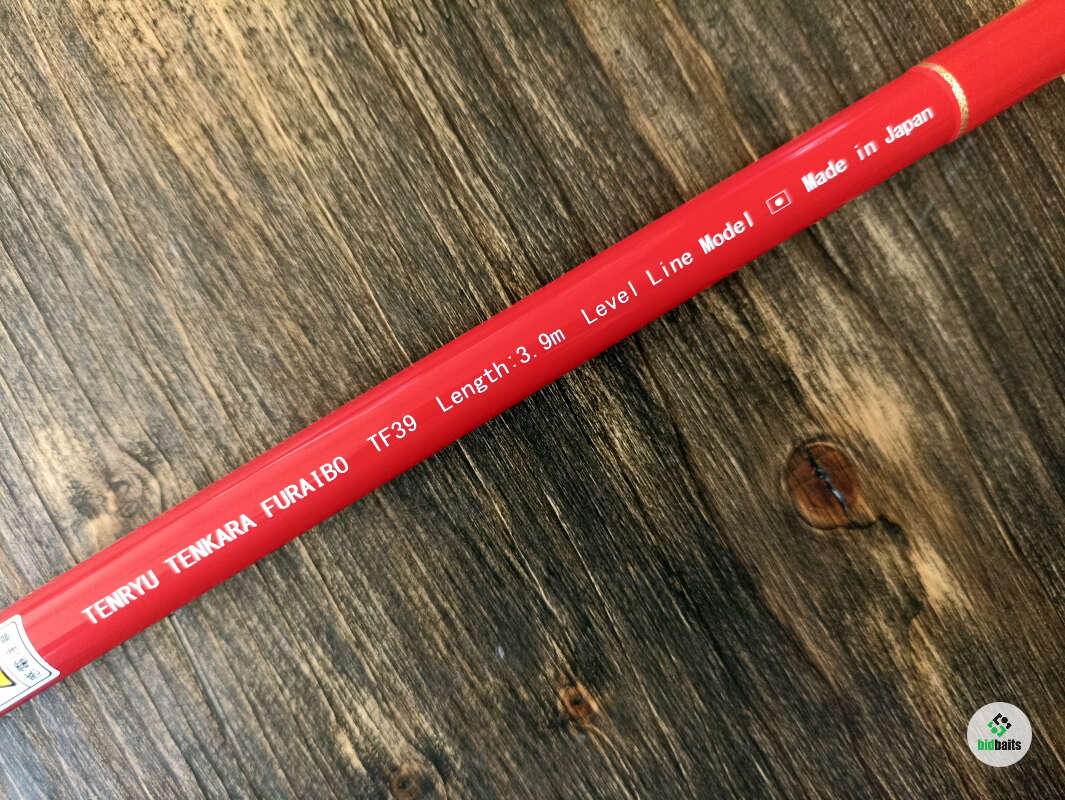 TENRYU TENKARA FURAIBO TF39 Length:3.9m Level Line Model Made in Japan
bidbaits